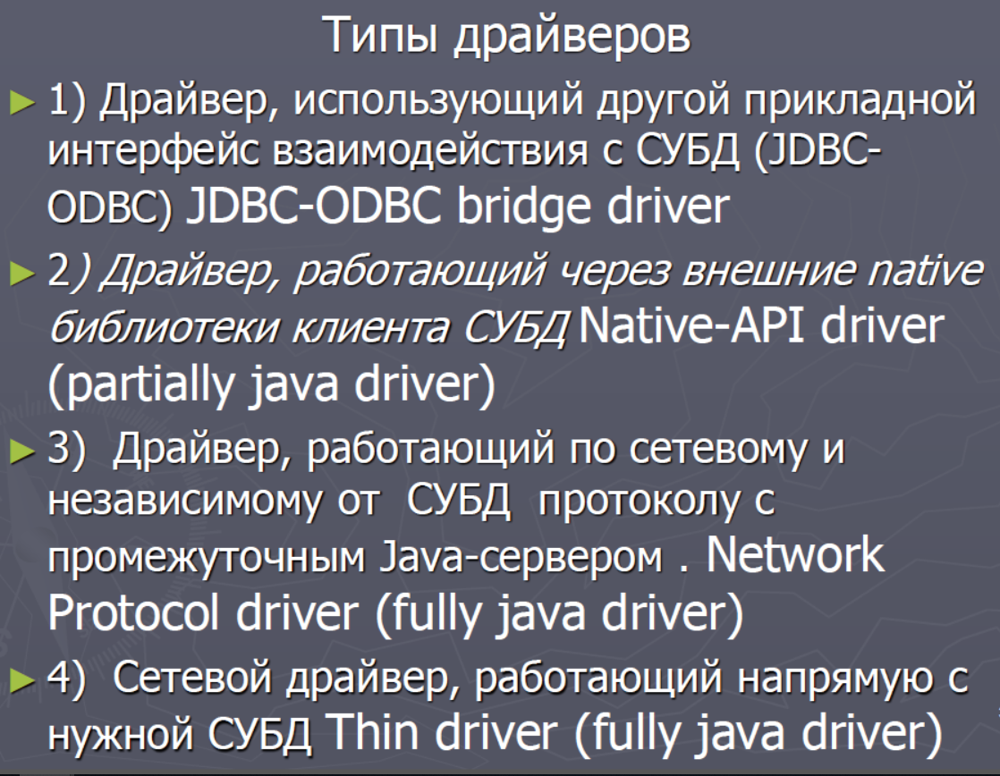 Типы драйверов
► 1) Драйвер, использующий другой прикладной
интерфейс взаимодействия с СУБД (JDBC-
ODBC) JDBC-ODBC bridge driver
► 2) Драйвер, работающий через внешние native
библиотеки клиента СУБД Native-API driver
(partially java driver)
► 3) Драйвер, работающий по сетевому и
независимому от СУБД протоколу с
промежуточным Java-сервером . Network
Protocol driver (fully java driver)
► 4) Сетевой драйвер, работающий напрямую с
нужной СУБД Thin driver (fully java driver)